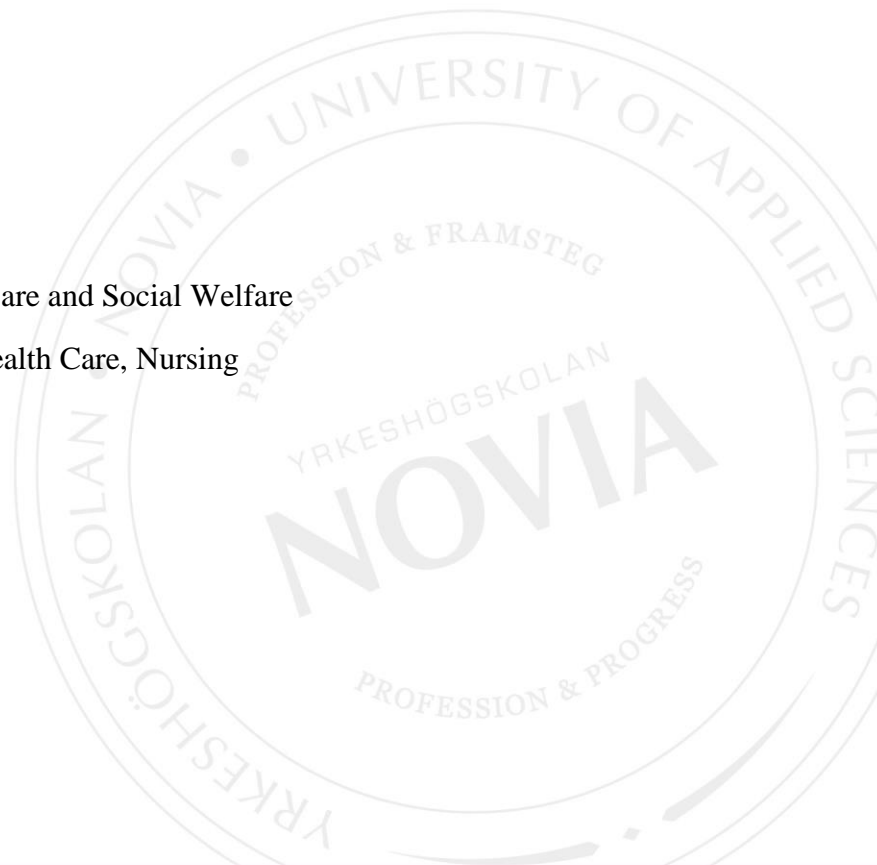 are and Social Welfare
ealth Care, Nursing
YRKESHÖGSKOLAN • NOVIA • UNIVERSITY OF APPLIED SCIENCES
PROFESSION & FRAMSTEG
YRKESHÖGSKOLAN
NOVIA
PROFESSION & PROGRESS